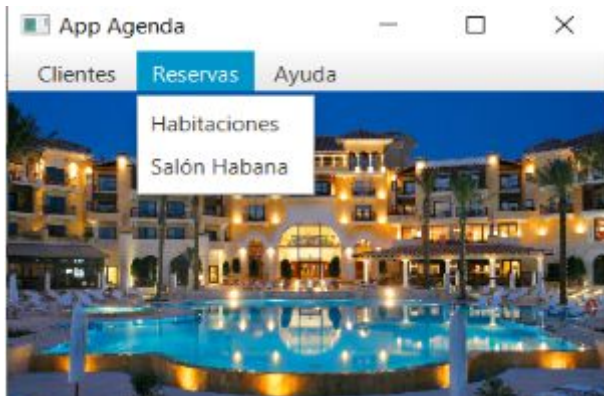 App Agenda
Clientes Reservas Ayuda
Habitaciones
Salón Habana